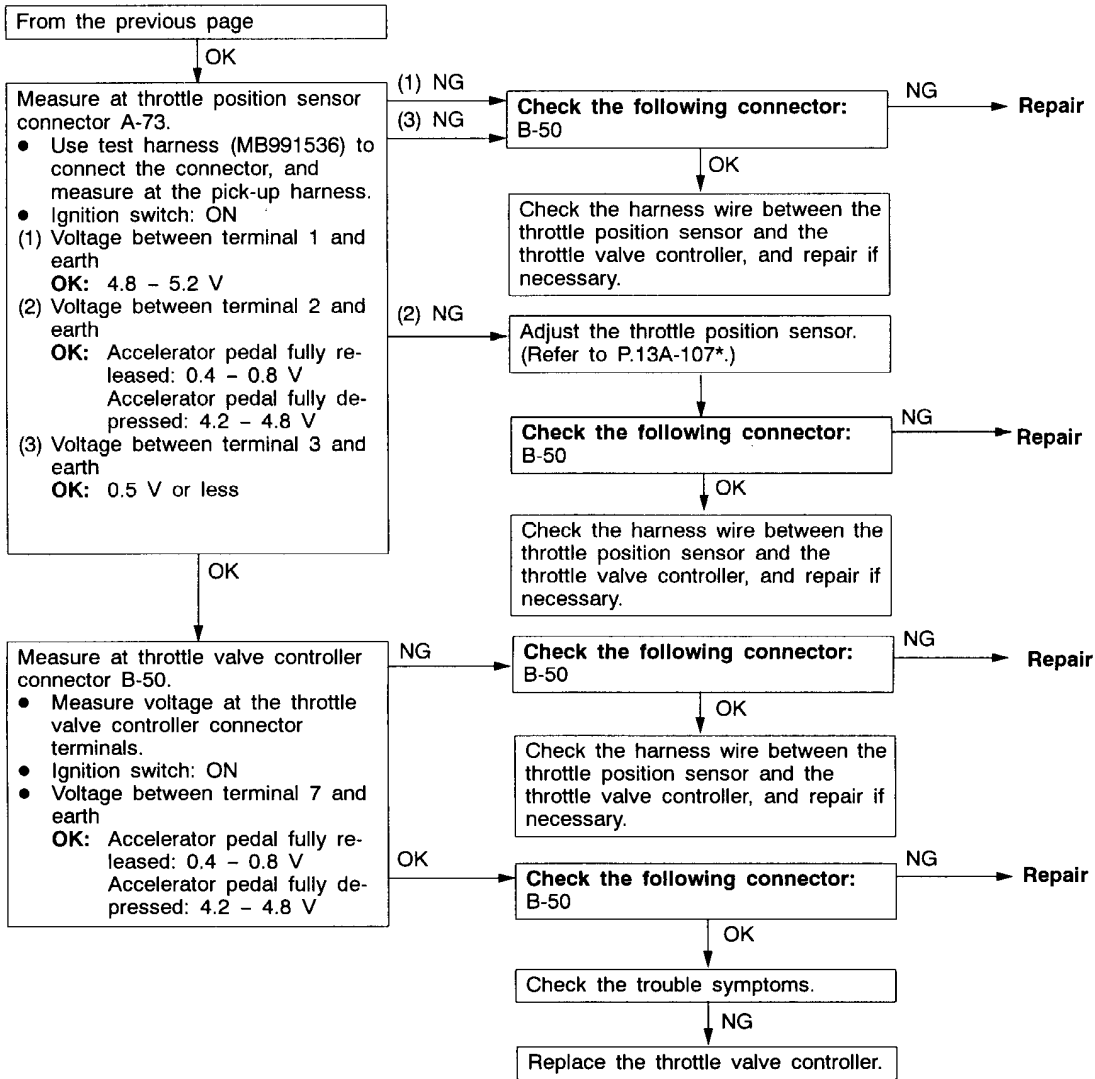 From the previous page
OK
Measure at throttle position sensor
connector A-73.
● Use test harness (MB991536) to
connect the connector, and
measure at the pick-up harness.
● Ignition switch: ON
(1) Voltage between terminal 1 and
earth
OK: 4.8 – 5.2 V
(2) Voltage between terminal 2 and
earth
OK: Accelerator pedal fully re-
leased: 0.4 – 0.8 V
Accelerator pedal fully de-
pressed: 4.2 – 4.8 V
(3) Voltage between terminal 3 and
earth
OK: 0.5 V or less
(1) NG
(3) NG
Check the following connector:
B-50
NG
Repair
OK
Check the harness wire between the
throttle position sensor and the
throttle valve controller, and repair if
necessary.
(2) NG
Adjust the throttle position sensor.
(Refer to P.13A-107*.)
Check the following connector:
B-50
NG
Repair
OK
Check the harness wire between the
throttle position sensor and the
throttle valve controller, and repair if
necessary.
OK
Measure at throttle valve controller
connector B-50.
● Measure voltage at the throttle
valve controller connector
terminals.
● Ignition switch: ON
● Voltage between terminal 7 and
earth
OK: Accelerator pedal fully re-
leased: 0.4 – 0.8 V
Accelerator pedal fully de-
pressed: 4.2 – 4.8 V
NG
Check the following connector:
B-50
NG
Repair
OK
Check the harness wire between the
throttle position sensor and the
throttle valve controller, and repair if
necessary.
OK
Check the following connector:
B-50
NG
Repair
OK
Check the trouble symptoms.
NG
Replace the throttle valve controller.